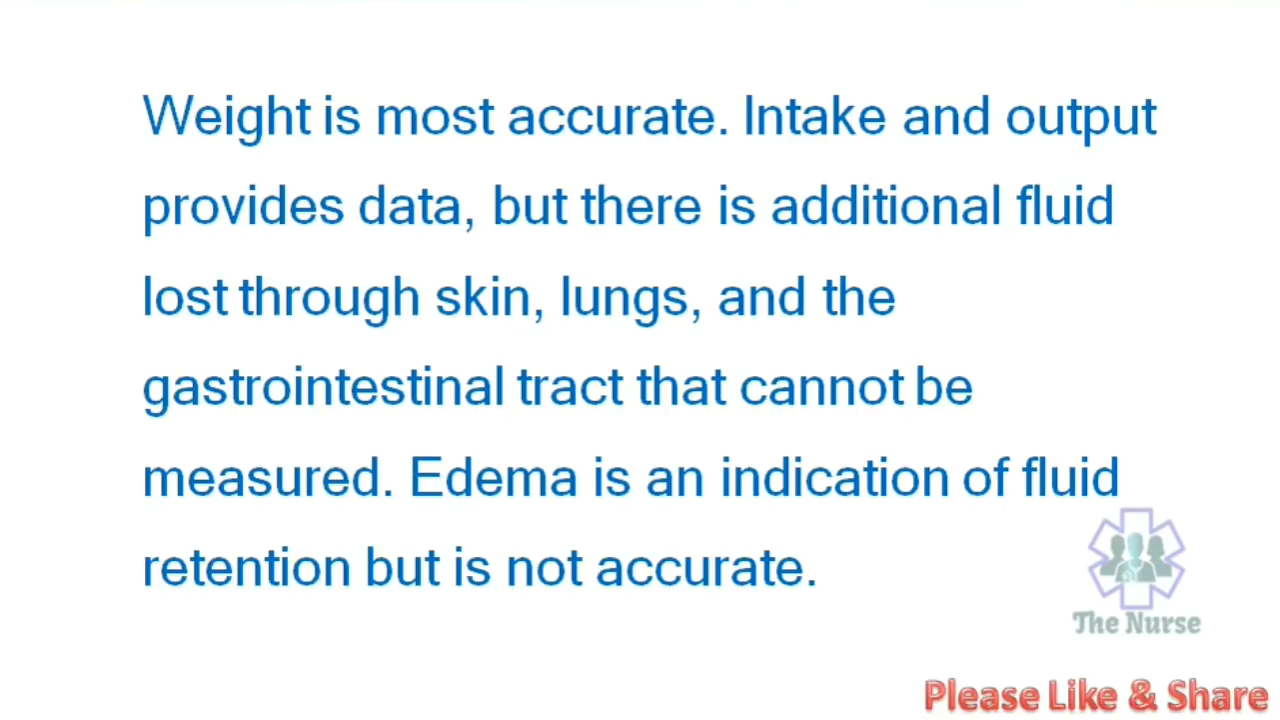 Weight is most accurate. Intake and output
provides data, but there is additional fluid
lost through skin, lungs, and the
gastrointestinal tract that cannot be
measured. Edema is an indication of fluid
retention but is not accurate.
The Nurse
Please Like & Share